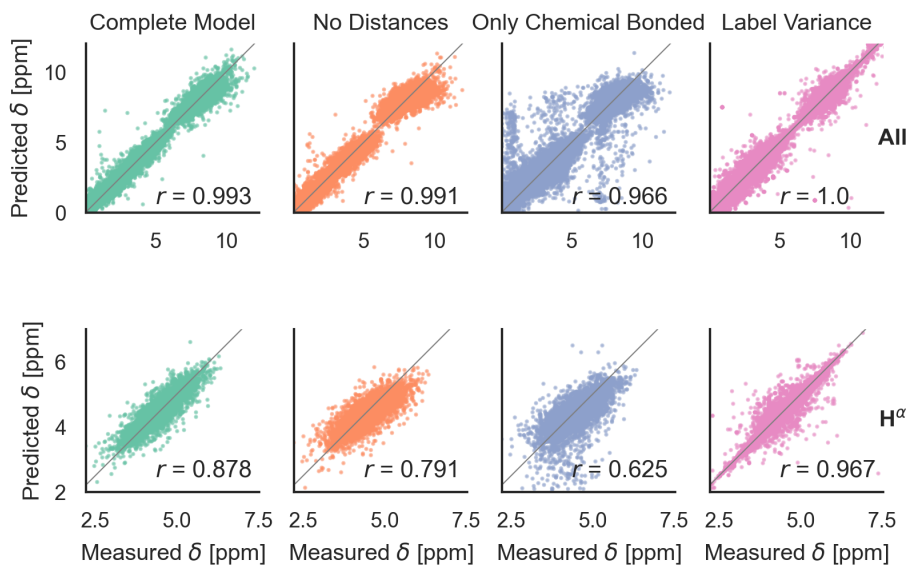 Complete Model No Distances Only Chemical Bonded Label Variance
Predicted δ [ppm]
10
5
0
r = 0.993
r = 0.991
r = 0.966
r = 1.0
All
5 10 5 10 5 10 5 10
Predicted δ [ppm]
6
4
2
r = 0.878
r = 0.791
r = 0.625
r = 0.967
Hα
2.5 5.0 7.5 2.5 5.0 7.5 2.5 5.0 7.5 2.5 5.0 7.5
Measured δ [ppm] Measured δ [ppm] Measured δ [ppm] Measured δ [ppm]